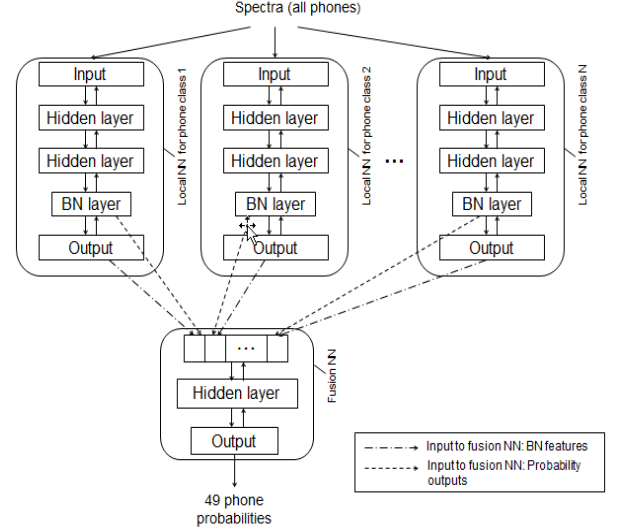 Spectra (all phones)
Input
Hidden layer
Hidden layer
BN layer
Output
Local NN for phone class 1
Input
Hidden layer
Hidden layer
BN layer
Output
Local NN for phone class 2
...
Input
Hidden layer
Hidden layer
BN layer
Output
Local NN for phone class N
...
Hidden layer
Output
Fusion NN
49 phone
probabilities
Input to fusion NN: BN features
Input to fusion NN: Probability
outputs